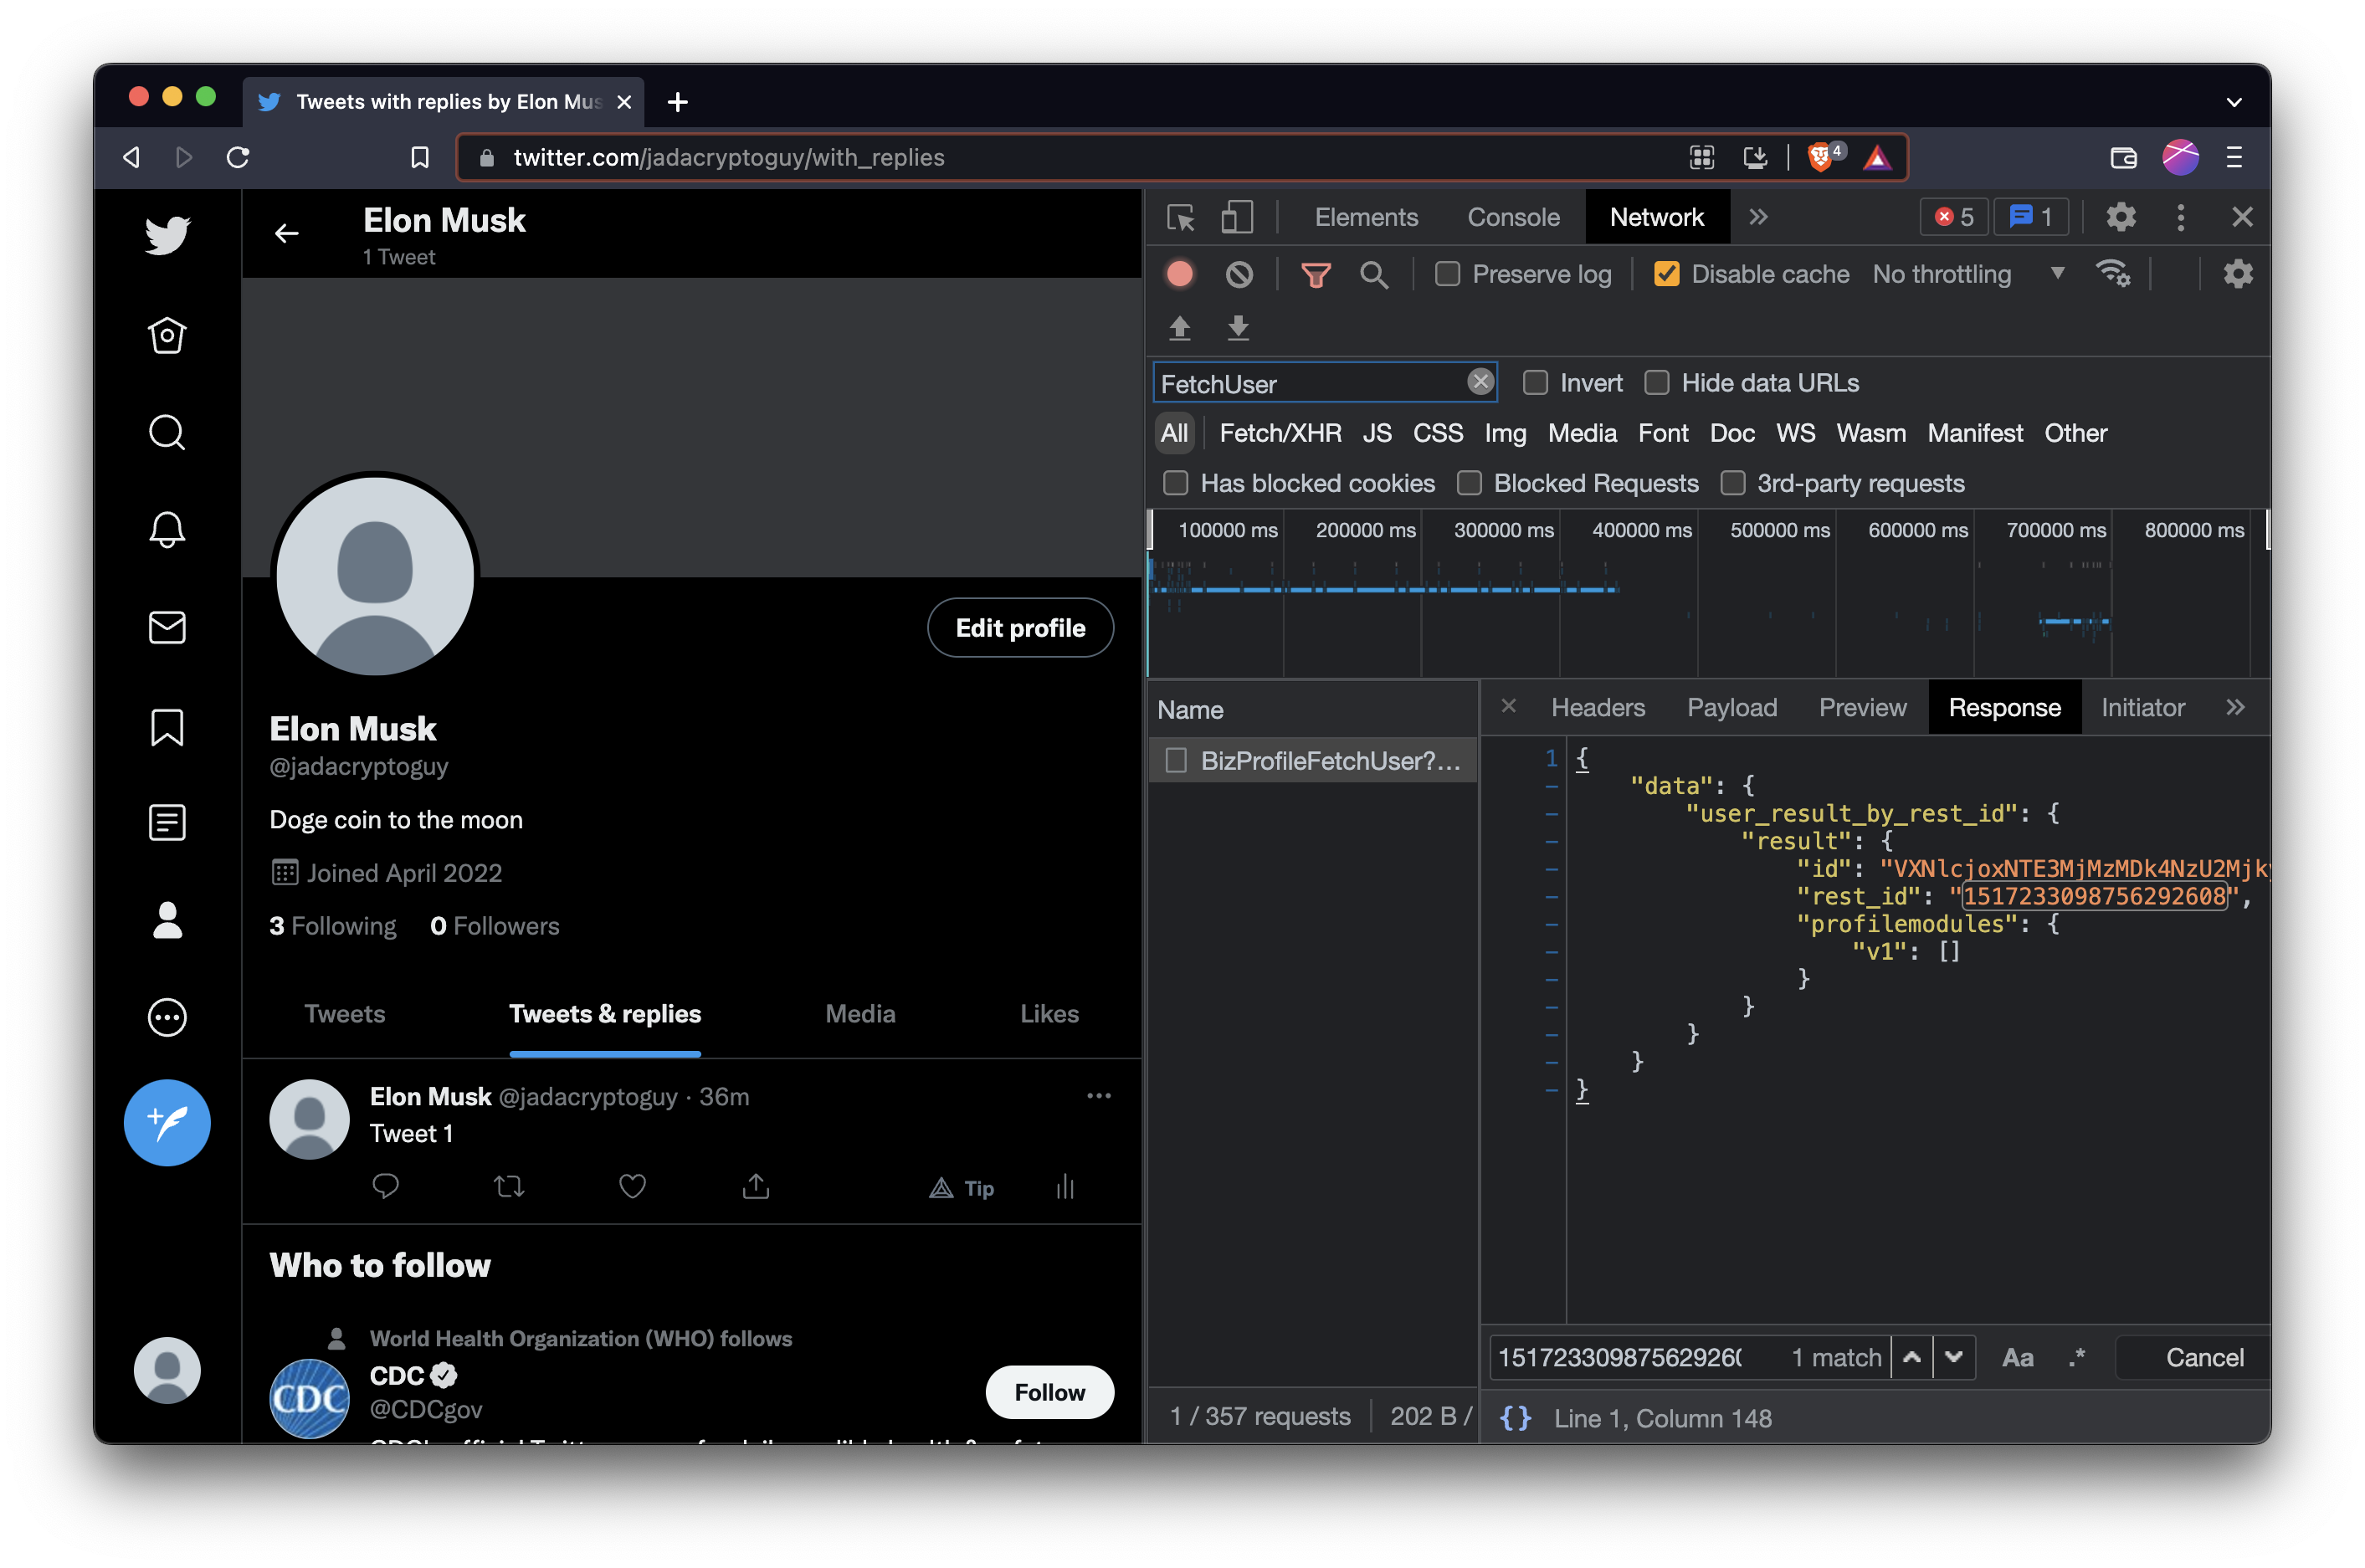 Tweets with replies by Elon Mus
twitter.com/jadacryptoguy/with_replies
4
Elon Musk
1 Tweet
Edit profile
Elon Musk
@jadacryptoguy
Doge coin to the moon
Joined April 2022
3 Following 0 Followers
Tweets Tweets & replies Media Likes
Elon Musk @jadacryptoguy · 36m
Tweet 1
Tip
Who to follow
World Health Organization (WHO) follows
CDC
CDC
@CDCgov
Follow
Elements Console Network 5 1
Preserve log Disable cache No throttling
FetchUser Invert Hide data URLs
All Fetch/XHR JS CSS Img Media Font Doc WS Wasm Manifest Other
Has blocked cookies Blocked Requests 3rd-party requests
100000 ms 200000 ms 300000 ms 400000 ms 500000 ms 600000 ms 700000 ms 800000 ms
Name
BizProfileFetchUser?...
1 / 357 requests 202 B /
Headers Payload Preview Response Initiator
1 {
"data": {
"user_result_by_rest_id": {
"result": {
"id": "VXNlcjoxNTE3MjMzMDk4NzU2Mjk
"rest_id": "1517233098756292608",
"profilemodules": {
"v1": []
}
}
}
}
}
15172330987562926 1 match Aa .* Cancel
{} Line 1, Column 148